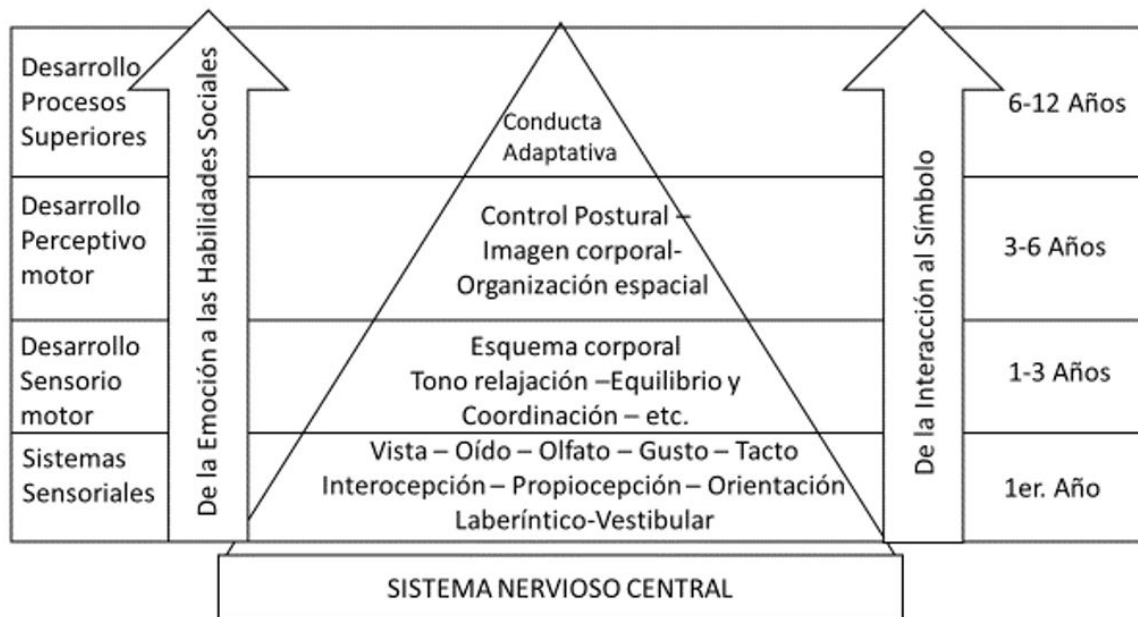 Desarrollo
Procesos
Superiores
Conducta
Adaptativa
6-12 Años
Desarrollo
Perceptivo
motor
Control Postural –
Imagen corporal-
Organización espacial
3-6 Años
Desarrollo
Sensorio
motor
Esquema corporal
Tono relajación –Equilibrio y
Coordinación – etc.
1-3 Años
Sistemas
Sensoriales
Vista – Oído – Olfato – Gusto – Tacto
Interocepción – Propiocepción – Orientación
Laberíntico-Vestibular
1er. Año
De la Emoción a las Habilidades Sociales
De la Interacción al Símbolo
SISTEMA NERVIOSO CENTRAL